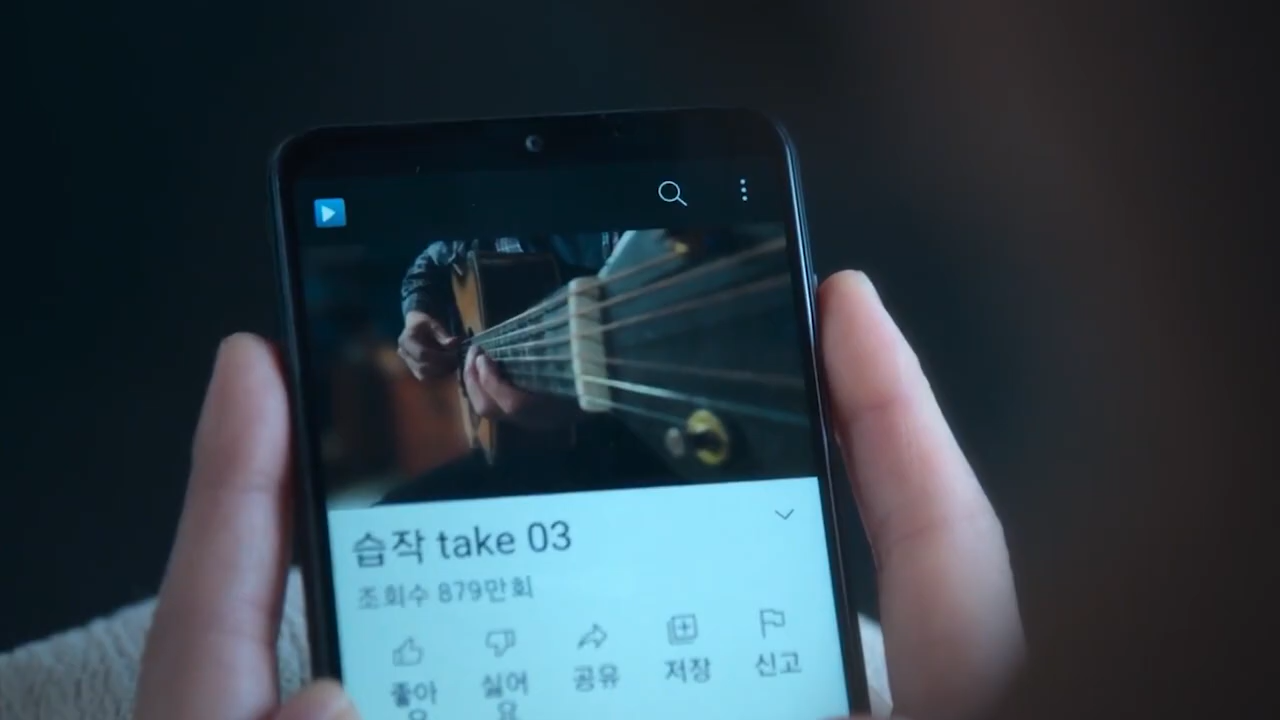 습작 take 03
조회수 879만회
좋아 싫어 공유 저장 신고
요 요